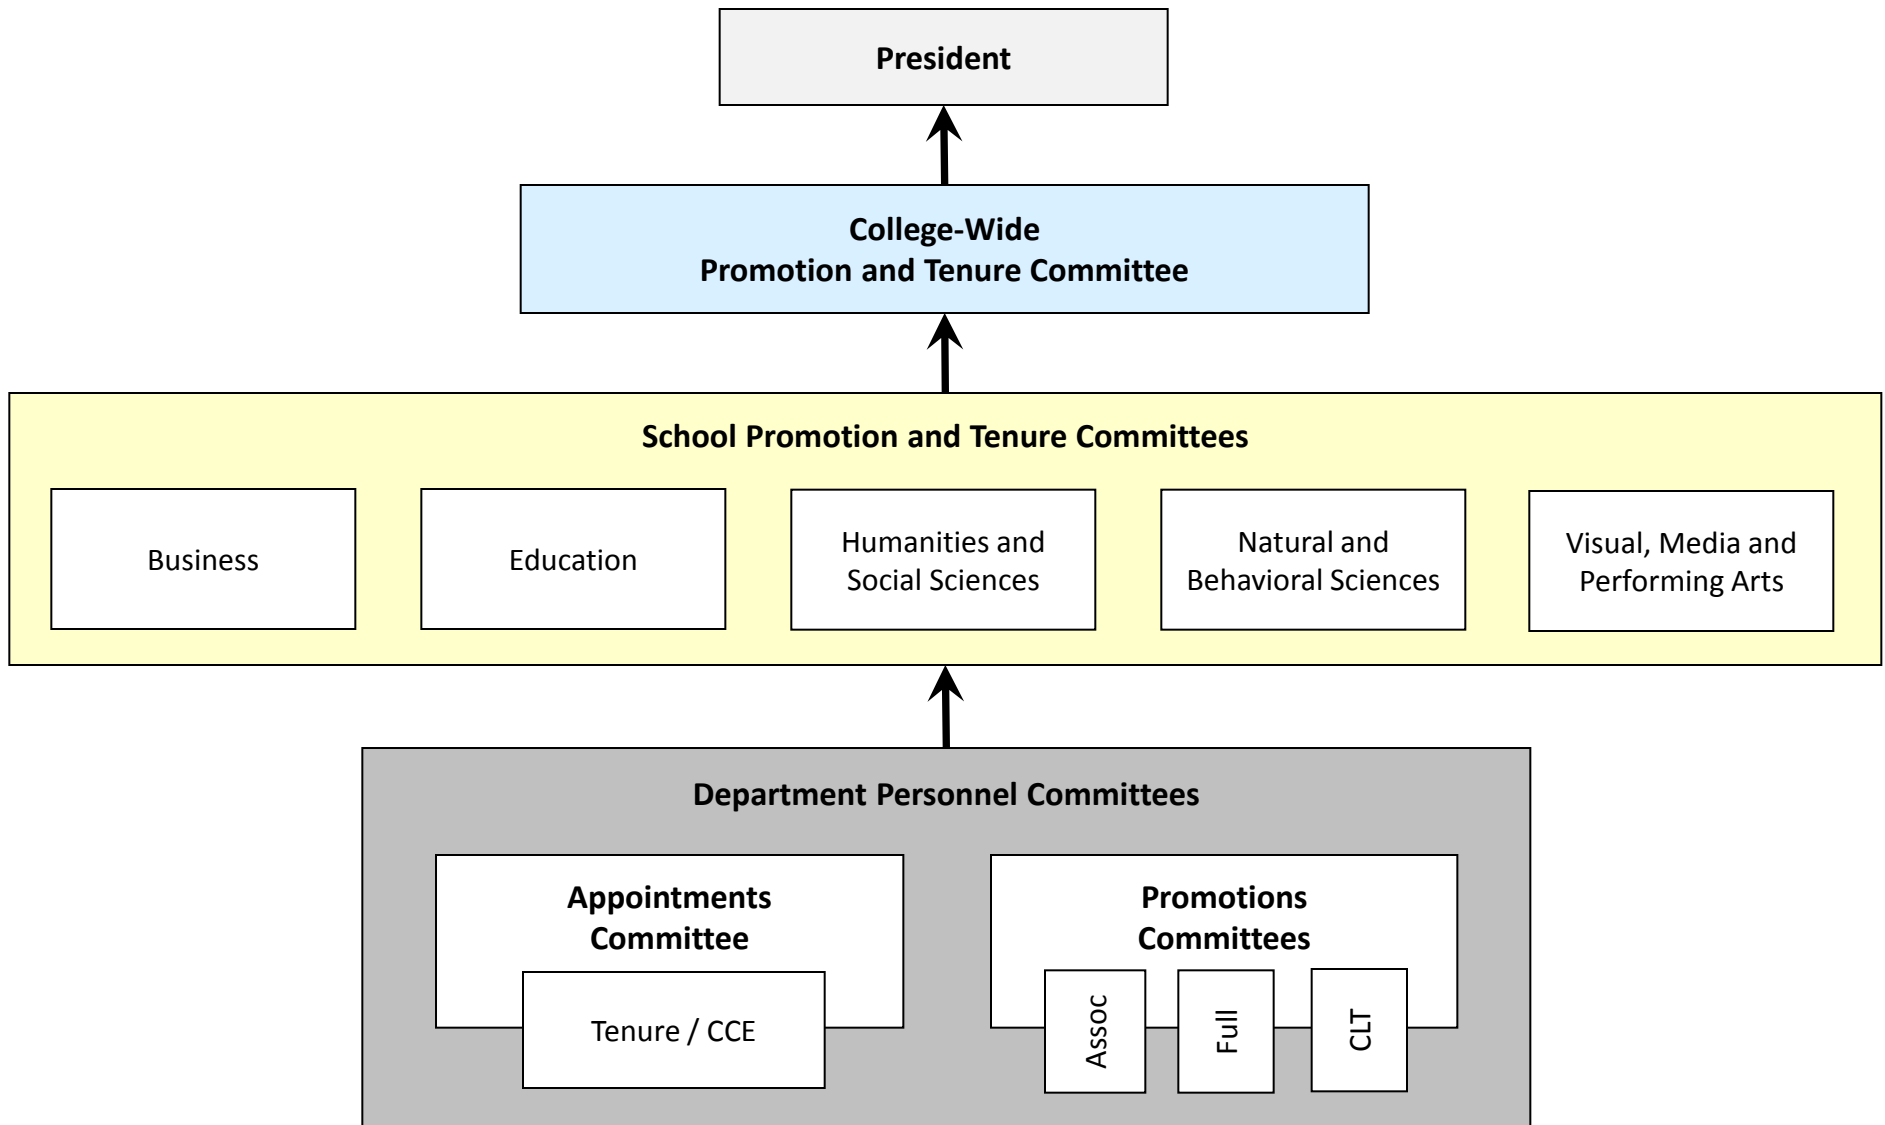 President
College-Wide
Promotion and Tenure Committee
School Promotion and Tenure Committees
Business
Education
Humanities and
Social Sciences
Natural and
Behavioral Sciences
Visual, Media and
Performing Arts
Department Personnel Committees
Appointments
Committee
Tenure / CCE
Promotions
Committees
Assoc
Full
CLT